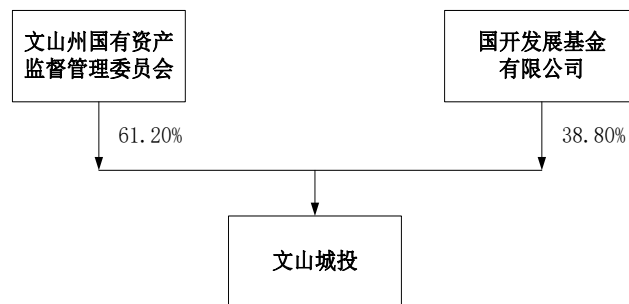 文山州国有资产
监督管理委员会
国开发展基金
有限公司
61.20%
38.80%
文山城投